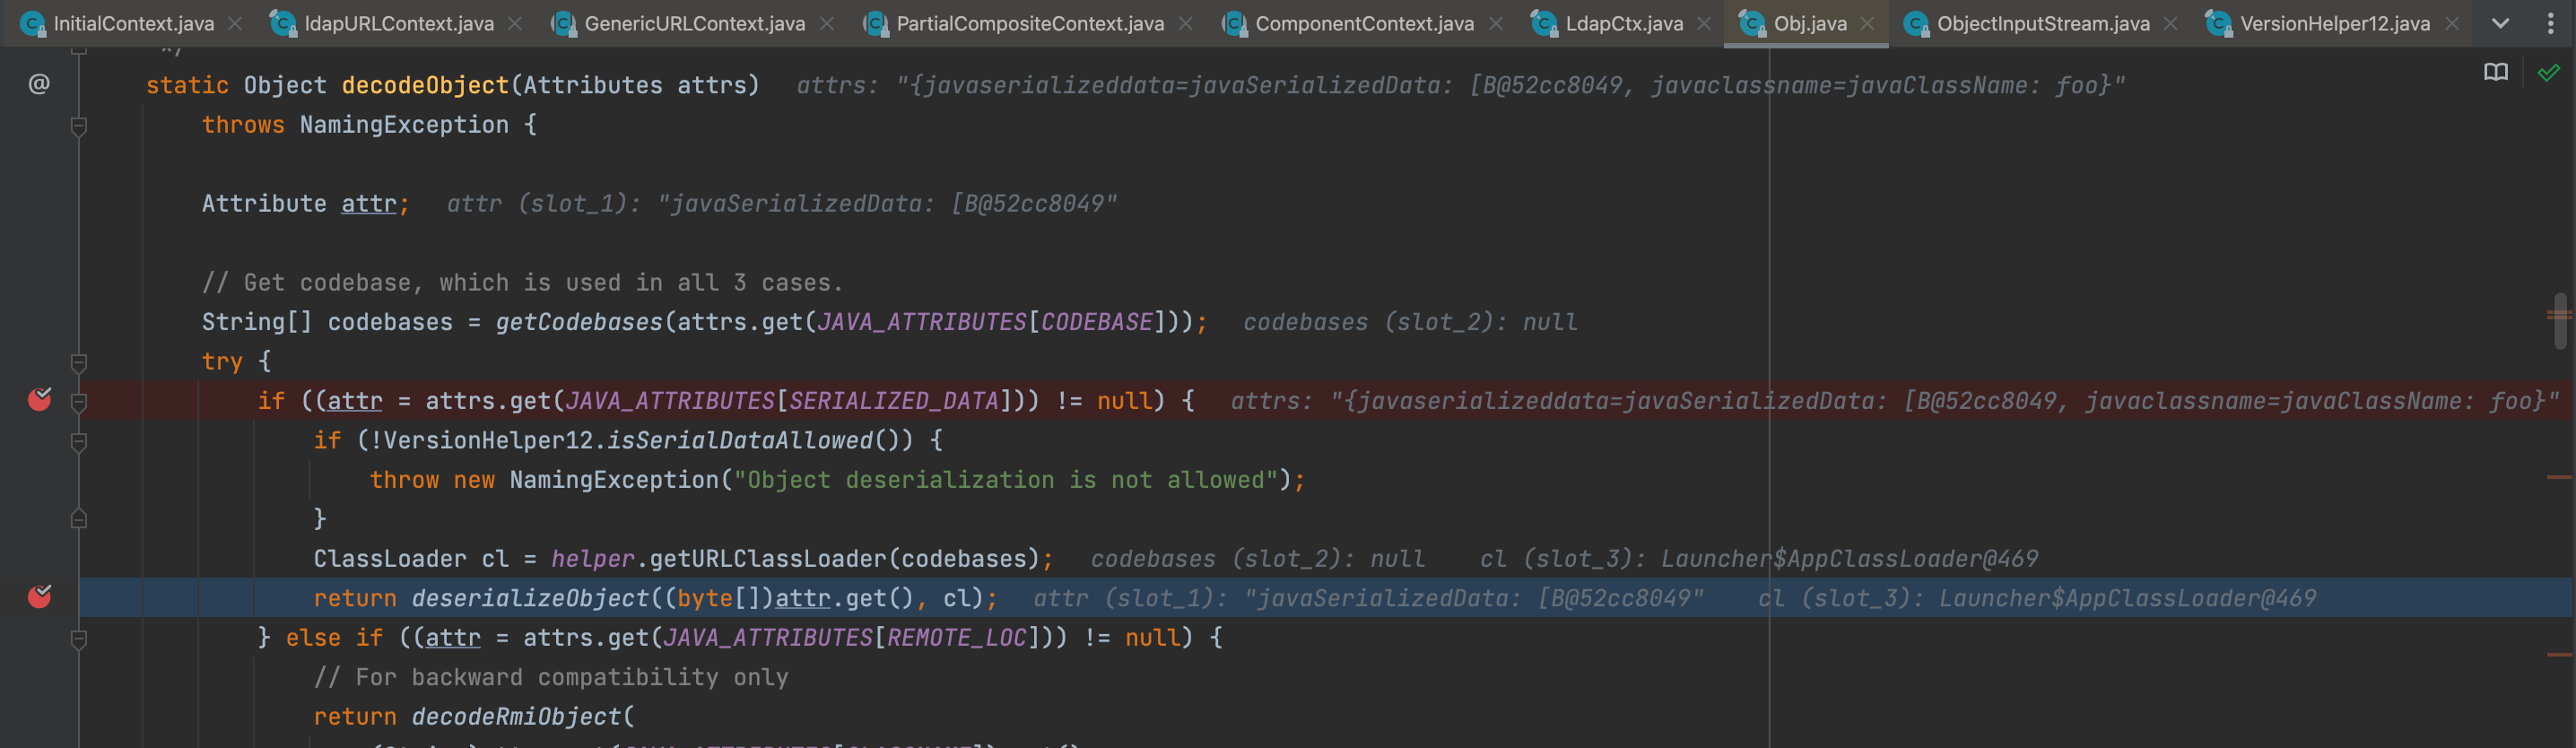 InitialContext.java ldapURLContext.java GenericURLContext.java PartialCompositeContext.java ComponentContext.java LdapCtx.java Obj.java ObjectInputStream.java VersionHelper12.java
*/
static Object decodeObject(Attributes attrs) attrs: "{javaserializeddata=javaSerializedData: [B@52cc8049, javaclassname=javaClassName: foo}"
throws NamingException {
Attribute attr; attr (slot_1): "javaSerializedData: [B@52cc8049"
// Get codebase, which is used in all 3 cases.
String[] codebases = getCodebases(attrs.get(JAVA_ATTRIBUTES[CODEBASE])); codebases (slot_2): null
try {
if ((attr = attrs.get(JAVA_ATTRIBUTES[SERIALIZED_DATA])) != null) { attrs: "{javaserializeddata=javaSerializedData: [B@52cc8049, javaclassname=javaClassName: foo}"
if (!VersionHelper12.isSerialDataAllowed()) {
throw new NamingException("Object deserialization is not allowed");
}
ClassLoader cl = helper.getURLClassLoader(codebases); codebases (slot_2): null cl (slot_3): Launcher$AppClassLoader@469
return deserializeObject((byte[])attr.get(), cl); attr (slot_1): "javaSerializedData: [B@52cc8049" cl (slot_3): Launcher$AppClassLoader@469
} else if ((attr = attrs.get(JAVA_ATTRIBUTES[REMOTE_LOC])) != null) {
// For backward compatibility only
return decodeRmiObject(